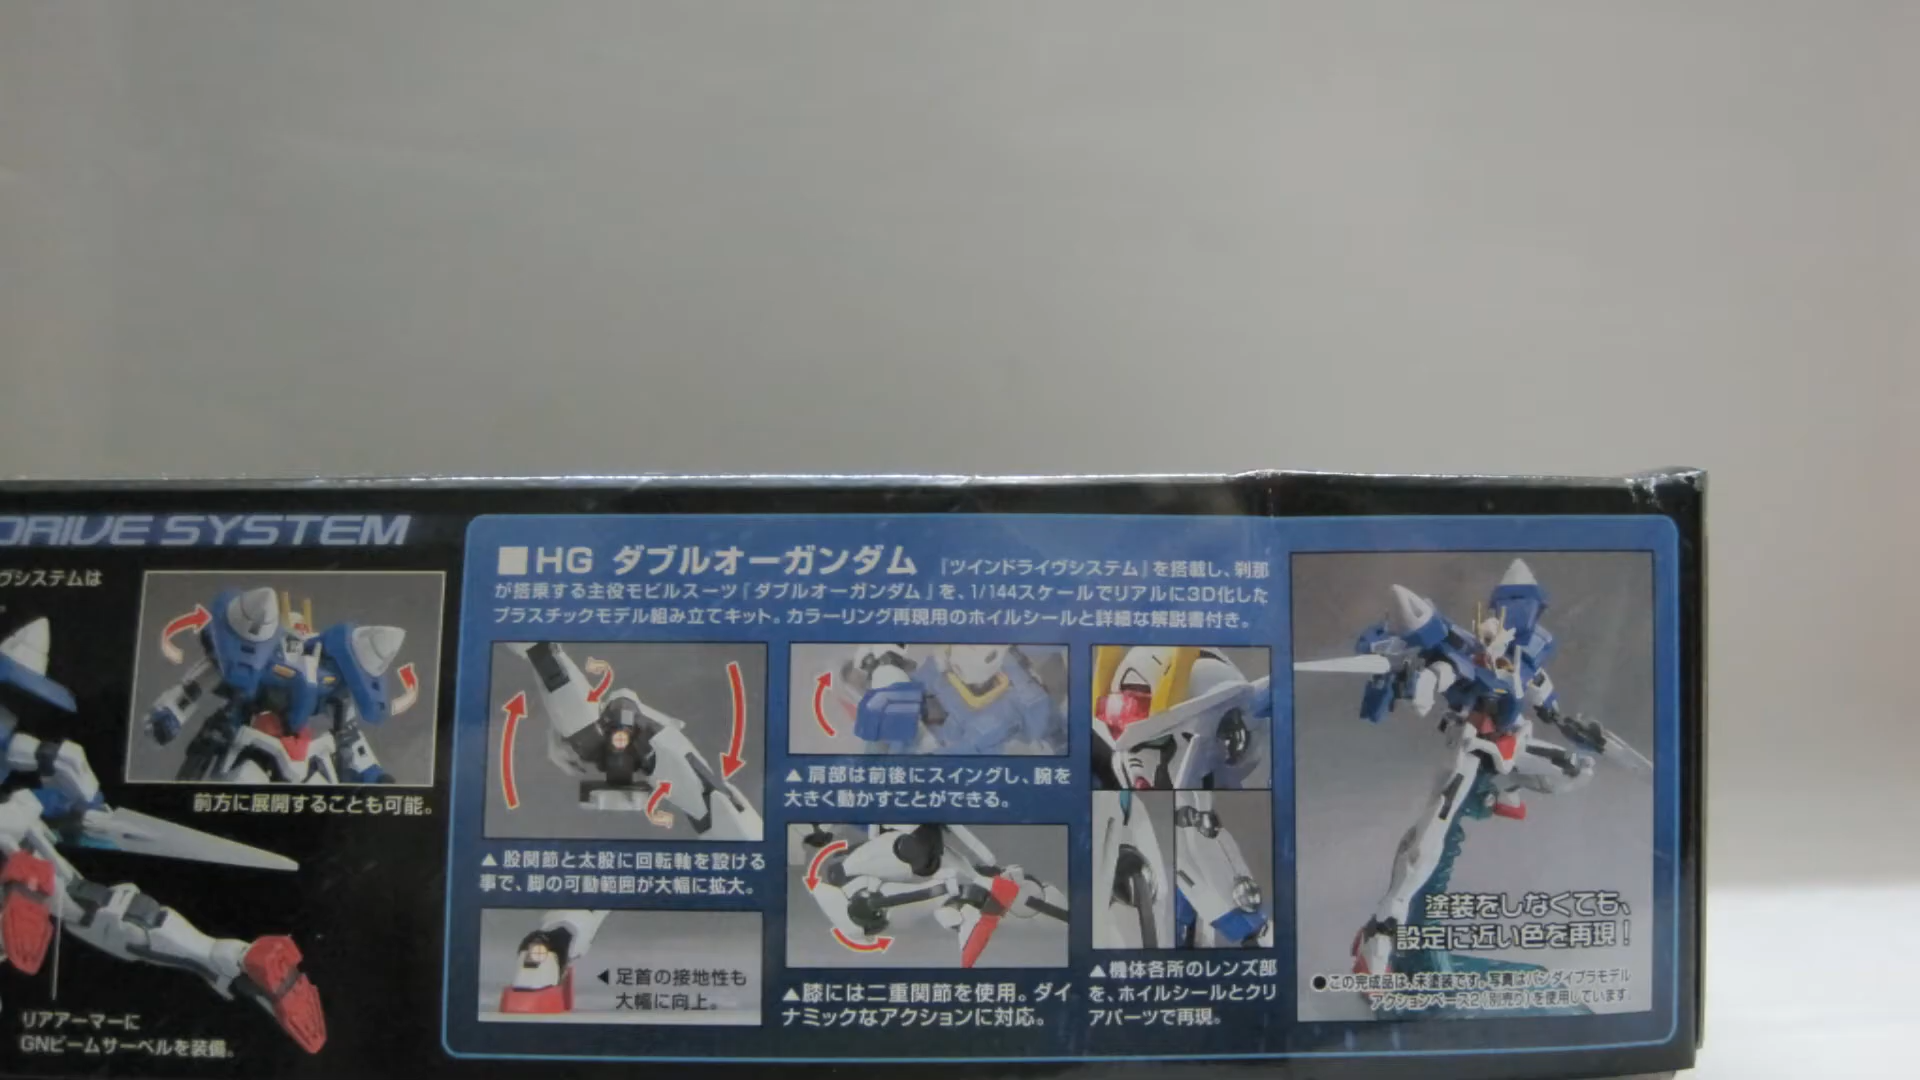 DRIVE SYSTEM
ヴシステムは
前方に展開することも可能。
リアアーマーに
GNビームサーベルを装備。
■HG ダブルオーガンダム
『ツインドライヴシステム』を搭載し、刹那
が搭乗する主役モビルスーツ『ダブルオーガンダム』を、1/144スケールでリアルに3D化した
プラスチックモデル組み立てキット。カラーリング再現用のホイルシールと詳細な解説書付き。
▲股関節と太股に回転軸を設ける
事で、脚の可動範囲が大幅に拡大。
◀足首の接地性も
大幅に向上。
▲肩部は前後にスイングし、腕を
大きく動かすことができる。
▲膝には二重関節を使用。ダイ
ナミックなアクションに対応。
▲機体各所のレンズ部
を、ホイルシールとクリ
アパーツで再現。
塗装をしなくても、
設定に近い色を再現!
●この完成品は、未塗装です。写真はバンダイプラモデル
アクションベース2(別売り)を使用しています。